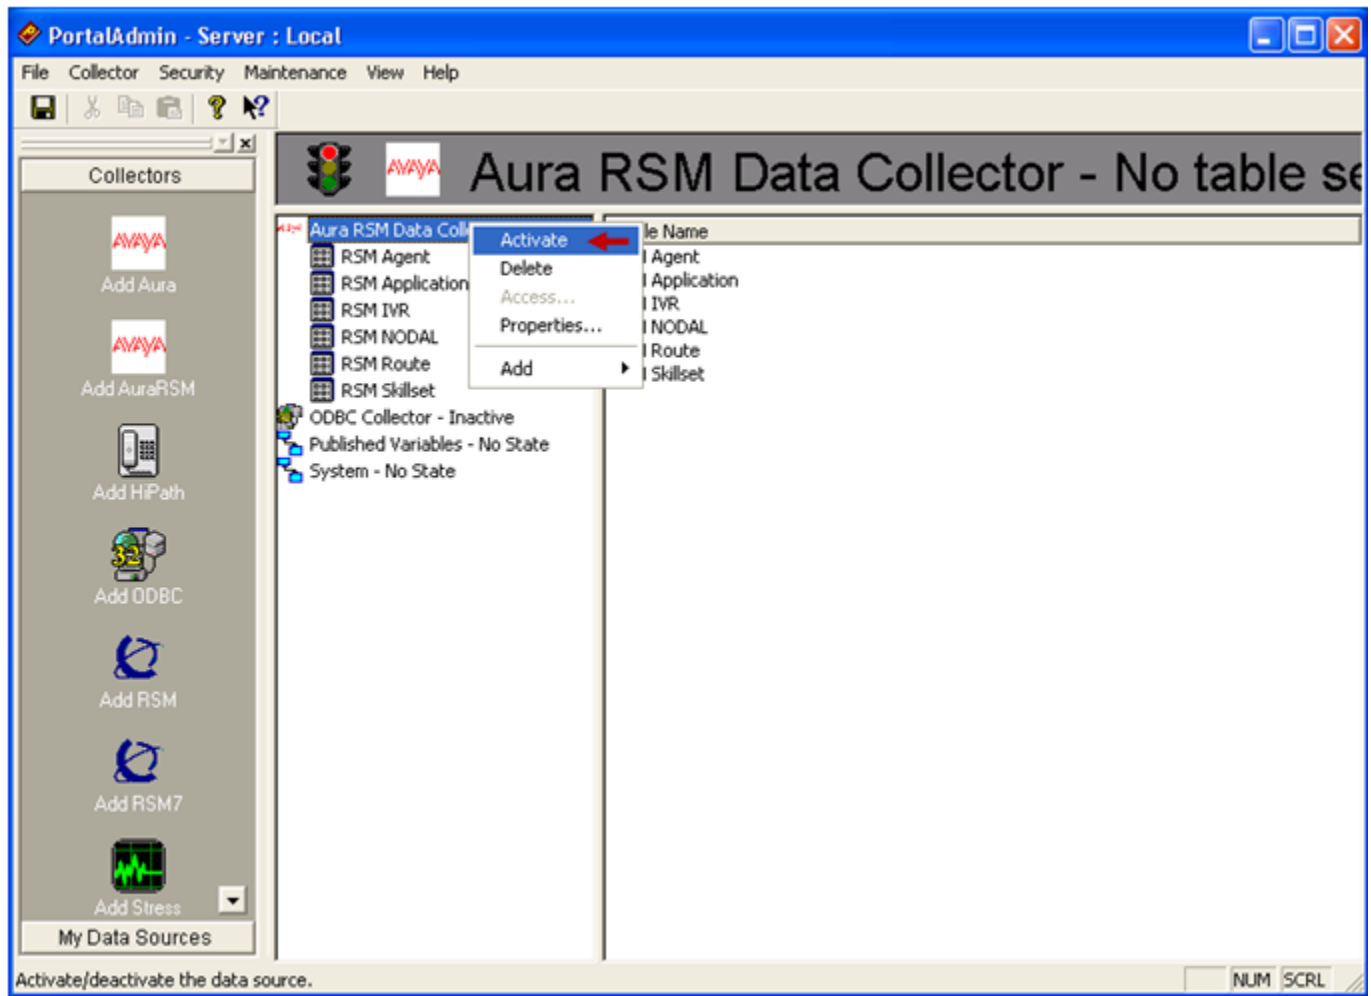 PortalAdmin - Server : Local
File Collector Security Maintenance View Help
Collectors
AVAYA
Add Aura
AVAYA
Add AuraRSM
Add HiPath
32
Add ODBC
Add RSM
Add RSM7
Add Stress
My Data Sources
AVAYA Aura RSM Data Collector - No table se
Aura RSM Data Coll
RSM Agent
RSM Application
RSM IVR
RSM NODAL
RSM Route
RSM Skillset
ODBC Collector - Inactive
Published Variables - No State
System - No State
Activate
Delete
Access...
Properties...
Add
le Name
Agent
Application
IVR
NODAL
Route
Skillset
Activate/deactivate the data source.
NUM SCRL